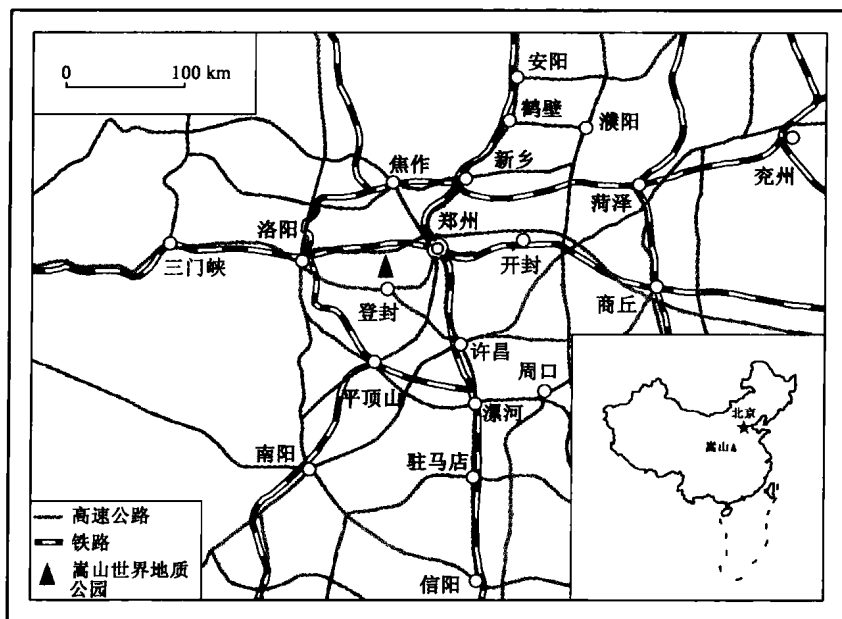 0 100 km
安阳
鹤壁
濮阳
焦作
新乡
兖州
菏泽
洛阳
郑州
三门峡
开封
登封
商丘
许昌
周口
平顶山
漯河
南阳
驻马店
信阳
北京
嵩山
高速公路
铁路
嵩山世界地质
公园